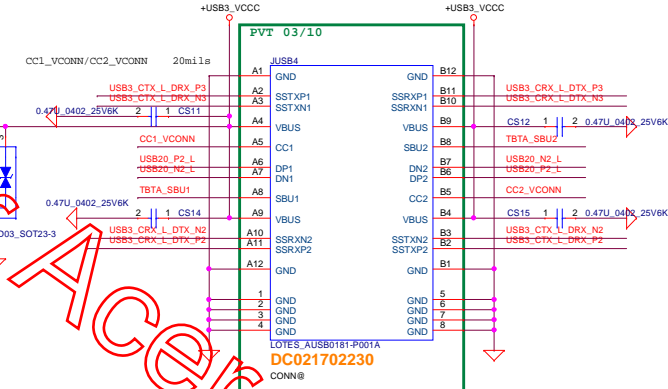 +USB3_VCCC
+USB3_VCCC
PVT 03/10
CC1_VCONN/CC2_VCONN 20mils
JUSB4
A1 GND GND B12
USB3_CTX_L_DRX_P3 A2 SSTXP1 SSRXP1 B11 USB3_CRX_L_DTX_P3
USB3_CTX_L_DRX_N3 A3 SSTXN1 SSRXN1 B10 USB3_CRX_L_DTX_N3
0.47U_0402_25V6K 2 1 CS11
CS12 1 2 0.47U_0402_25V6K
A4 VBUS VBUS B9
CC1_VCONN A5 CC1 SBU2 B8 TBTA_SBU2
USB20_P2_L A6 DP1 DN2 B7 USB20_N2_L
USB20_N2_L A7 DN1 DP2 B6 USB20_P2_L
TBTA_SBU1 A8 SBU1 CC2 B5 CC2_VCONN
0.47U_0402_25V6K 2 1 CS14
CS15 1 2 0.47U_0402_25V6K
A9 VBUS VBUS B4
USB3_CRX_L_DTX_N2 A10 SSRXN2 SSTXN2 B3 USB3_CTX_L_DRX_N2
USB3_CRX_L_DTX_P2 A11 SSRXP2 SSTXP2 B2 USB3_CTX_L_DRX_P2
D03_SOT23-3
A12 GND GND B1
1 GND GND 5
2 GND GND 6
3 GND GND 7
4 GND GND 8
LOTES_AUSB0181-P001A
DC021702230
CONN@
Acer